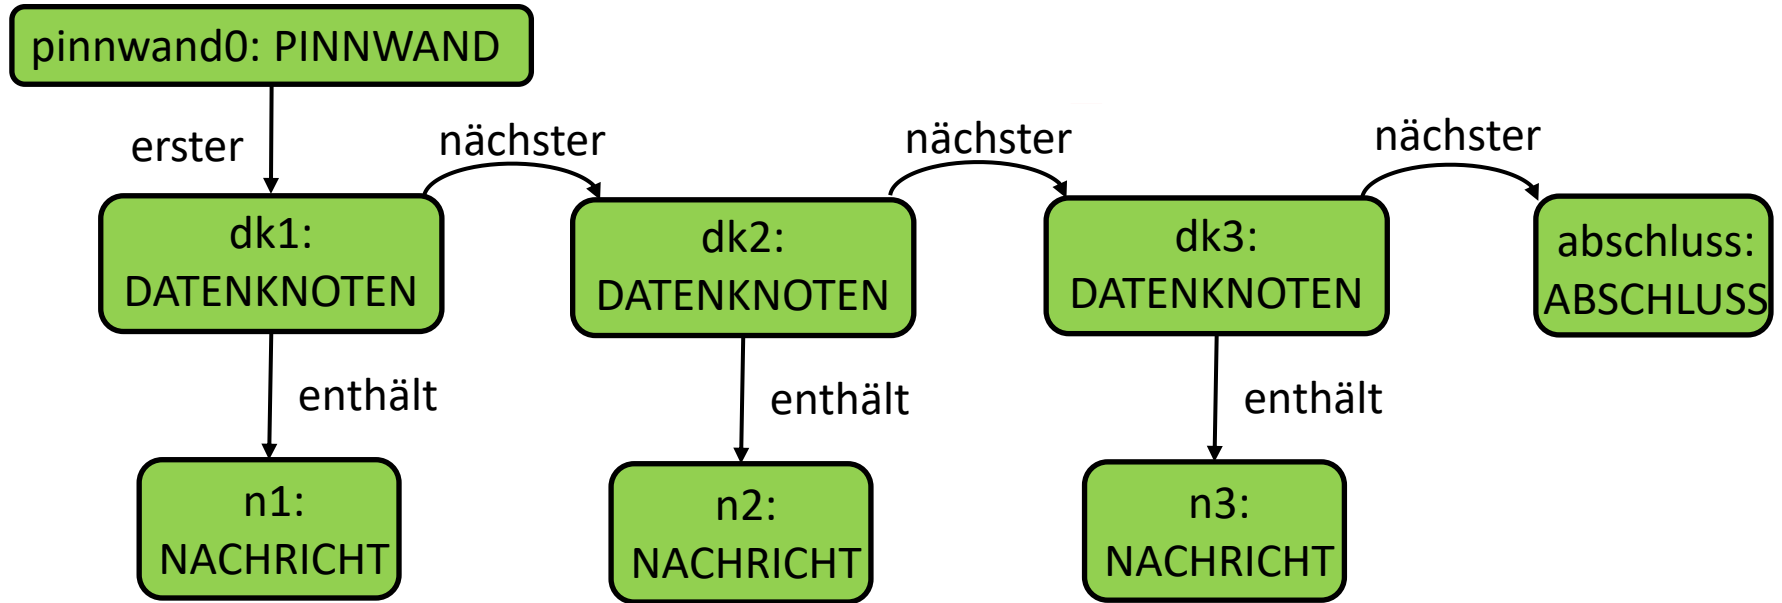 pinnwand0: PINNWAND
erster
nächster
nächster
nächster
dk1:
DATENKNOTEN
dk2:
DATENKNOTEN
dk3:
DATENKNOTEN
abschluss:
ABSCHLUSS
enthält
enthält
enthält
n1:
NACHRICHT
n2:
NACHRICHT
n3:
NACHRICHT